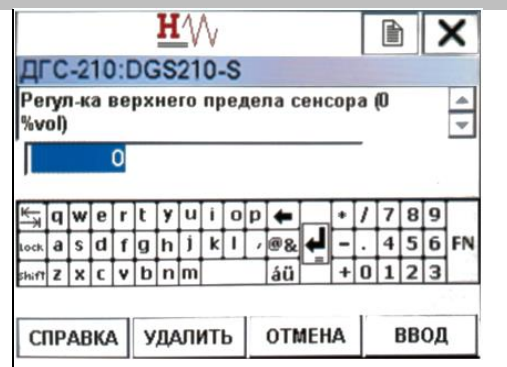 H
ДГС-210:DGS210-S
Регул-ка верхнего предела сенсора (0
%vol)
0
q w e r t y u i o p * / 7 8 9
lock a s d f g h j k l , @& - . 4 5 6 FN
shift z x c v b n m áü + 0 1 2 3
СПРАВКА УДАЛИТЬ ОТМЕНА ВВОД